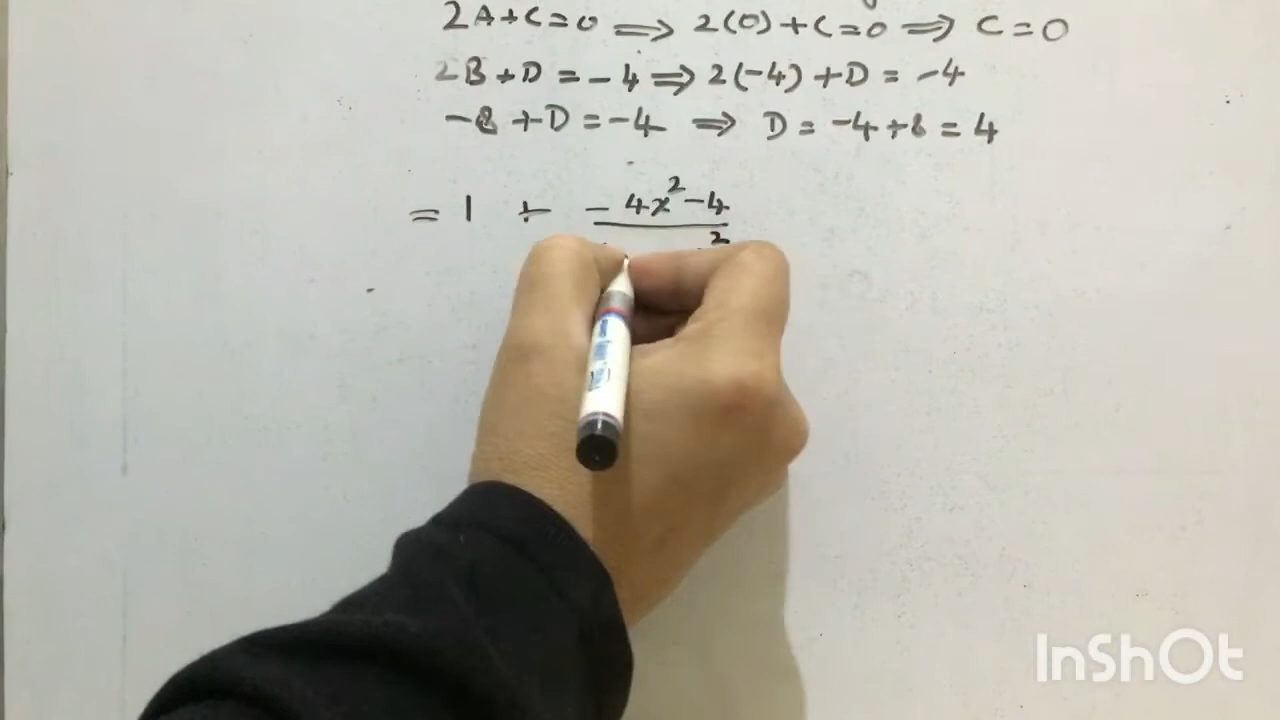 2A+C=0 ⟹ 2(0)+C=0 ⟹ C=0
2B+D=-4 ⟹ 2(-4)+D=-4
-8+D=-4 ⟹ D=-4+8=4
= 1 + -4x²-4
2
InShOt